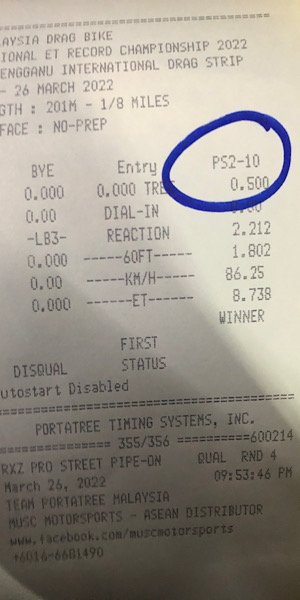 AYSIA DRAG BIKE
IONAL ET RECORD CHAMPIONSHIP 2022
ENGGANU INTERNATIONAL DRAG STRIP
- 26 MARCH 2022
GTH : 201M - 1/8 MILES
FACE : NO-PREP
BYE Entry PS2-10
0.000 0.000 TREE 0.500
0.00 DIAL-IN 0.00
-LB3- REACTION 2.212
0.000 ------60FT------ 1.802
0.00 ------KM/H------ 86.25
0.000 -------ET------- 8.738
WINNER
FIRST
DISQUAL STATUS
utostart Disabled
PORTATREE TIMING SYSTEMS, INC.
=============== 355/356 ==========600214
RXZ PRO STREET PIPE-ON QUAL RND 4
March 26, 2022 09:53:46 PM
TEAM PORTATREE MALAYSIA
MUSC MOTORSPORTS - ASEAN DISTRIBUTOR
www.facebook.com/muscmotorsports
+6016-6681490